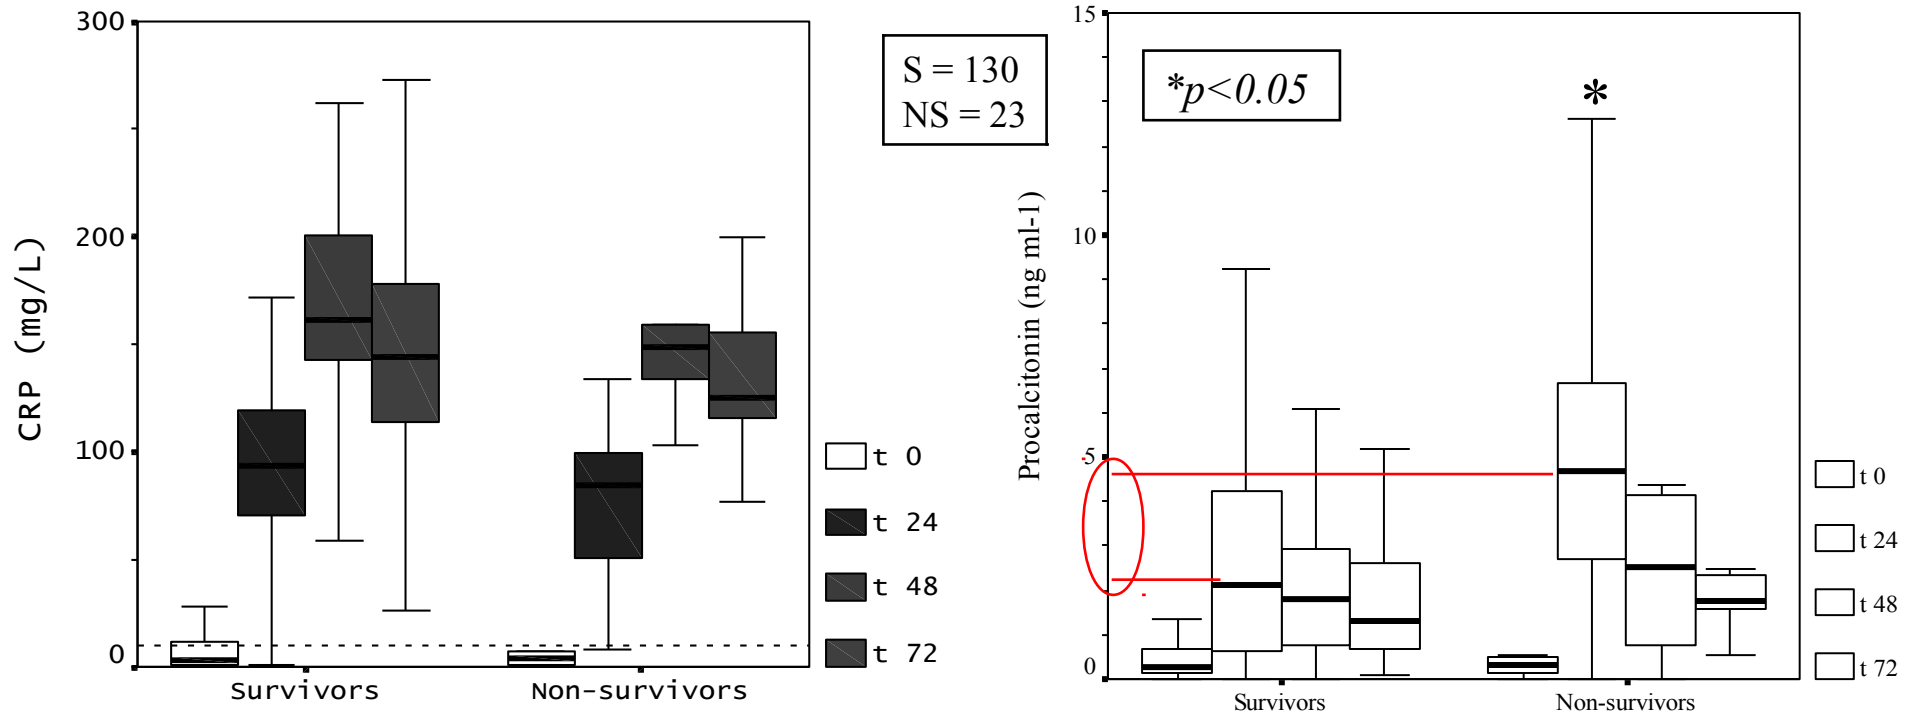 300
200
100
0
CRP (mg/L)
Survivors
Non-survivors
t 0
t 24
t 48
t 72
S = 130
NS = 23
15
10
5
0
Procalcitonin (ng ml-1)
*p<0.05
*
Survivors
Non-survivors
t 0
t 24
t 48
t 72